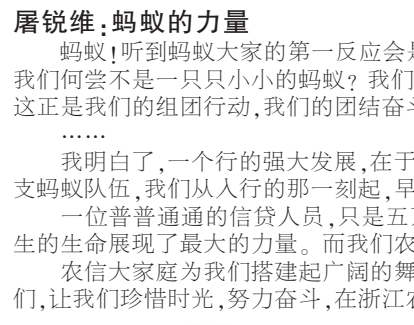 屠锐维:蚂蚁的力量
蚂蚁!听到蚂蚁大家的第一反应会是
我们何尝不是一只只小小的蚂蚁? 我们
这正是我们的组团行动,我们的团结奋斗
……
我明白了,一个行的强大发展,在于
支蚂蚁队伍,我们从入行的那一刻起,早
一位普普通通的信贷人员,只是五
生的生命展现了最大的力量。而我们农
农信大家庭为我们搭建起广阔的舞
们,让我们珍惜时光,努力奋斗,在浙江农